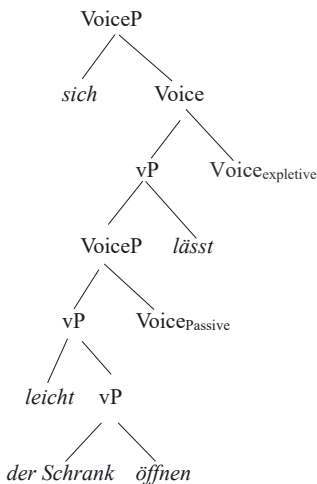 VoiceP
sich Voice
vP Voiceexpletive
VoiceP lässt
vP VoicePassive
leicht vP
der Schrank öffnen